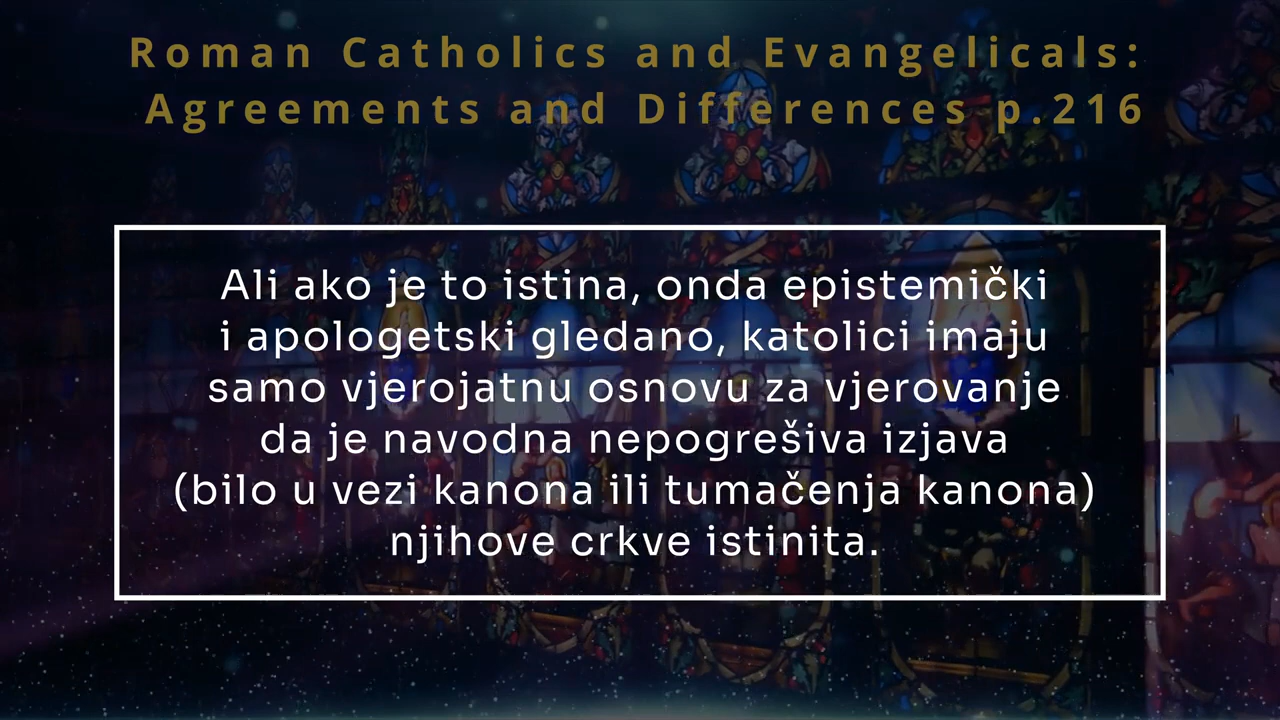 Roman Catholics and Evangelicals:
Agreements and Differences p.216
Ali ako je to istina, onda epistemički
i apologetski gledano, katolici imaju
samo vjerojatnu osnovu za vjerovanje
da je navodna nepogrešiva izjava
(bilo u vezi kanona ili tumačenja kanona)
njihove crkve istinita.